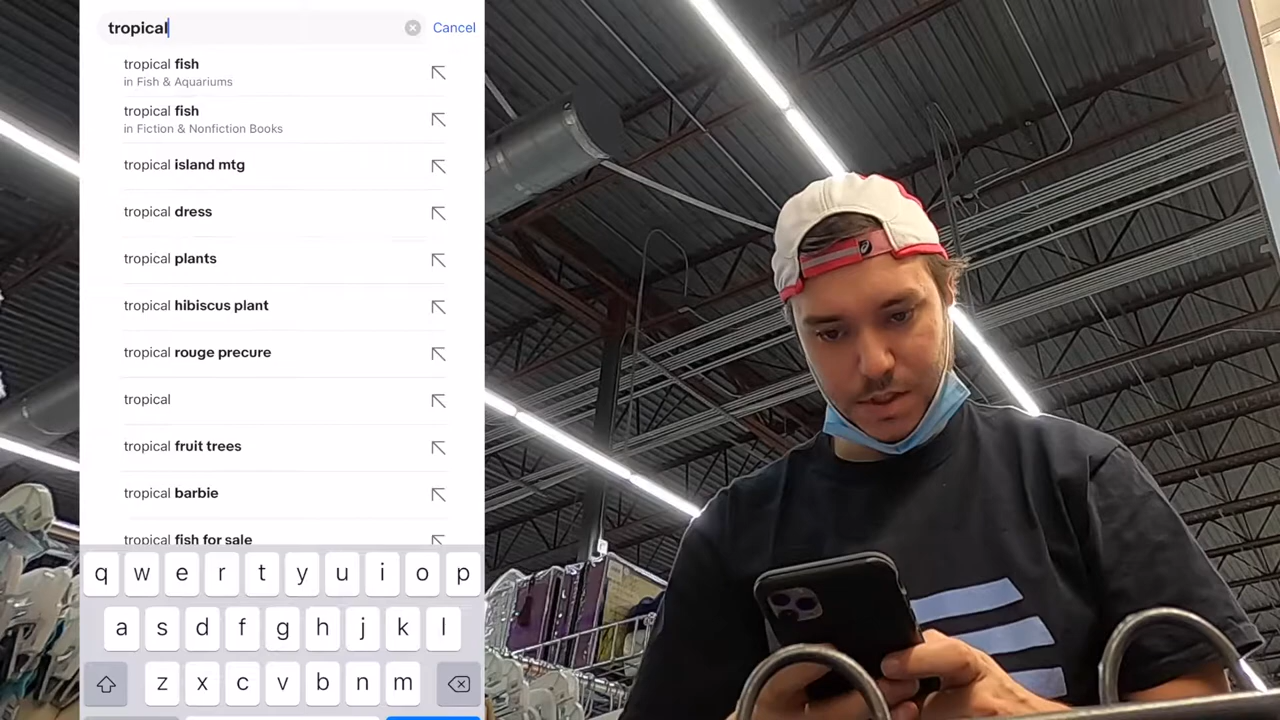 tropical
Cancel
tropical fish
in Fish & Aquariums
tropical fish
in Fiction & Nonfiction Books
tropical island mtg
tropical dress
tropical plants
tropical hibiscus plant
tropical rouge precure
tropical
tropical fruit trees
tropical barbie
tropical fish for sale
q w e r t y u i o p
a s d f g h j k l
z x c v b n m